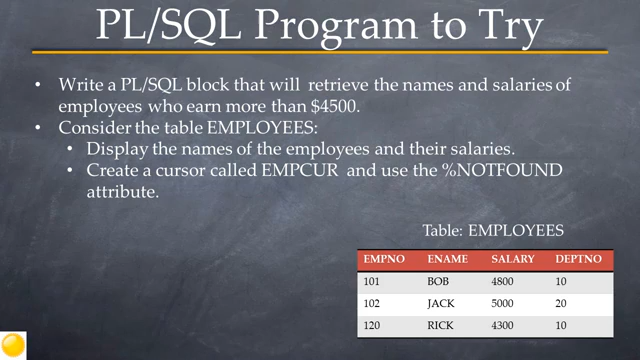 PL/SQL Program to Try
• Write a PL/SQL block that will retrieve the names and salaries of
employees who earn more than $4500.
• Consider the table EMPLOYEES:
• Display the names of the employees and their salaries.
• Create a cursor called EMPCUR and use the %NOTFOUND
attribute.
Table: EMPLOYEES
EMPNO ENAME SALARY DEPTNO
101 BOB 4800 10
102 JACK 5000 20
120 RICK 4300 10